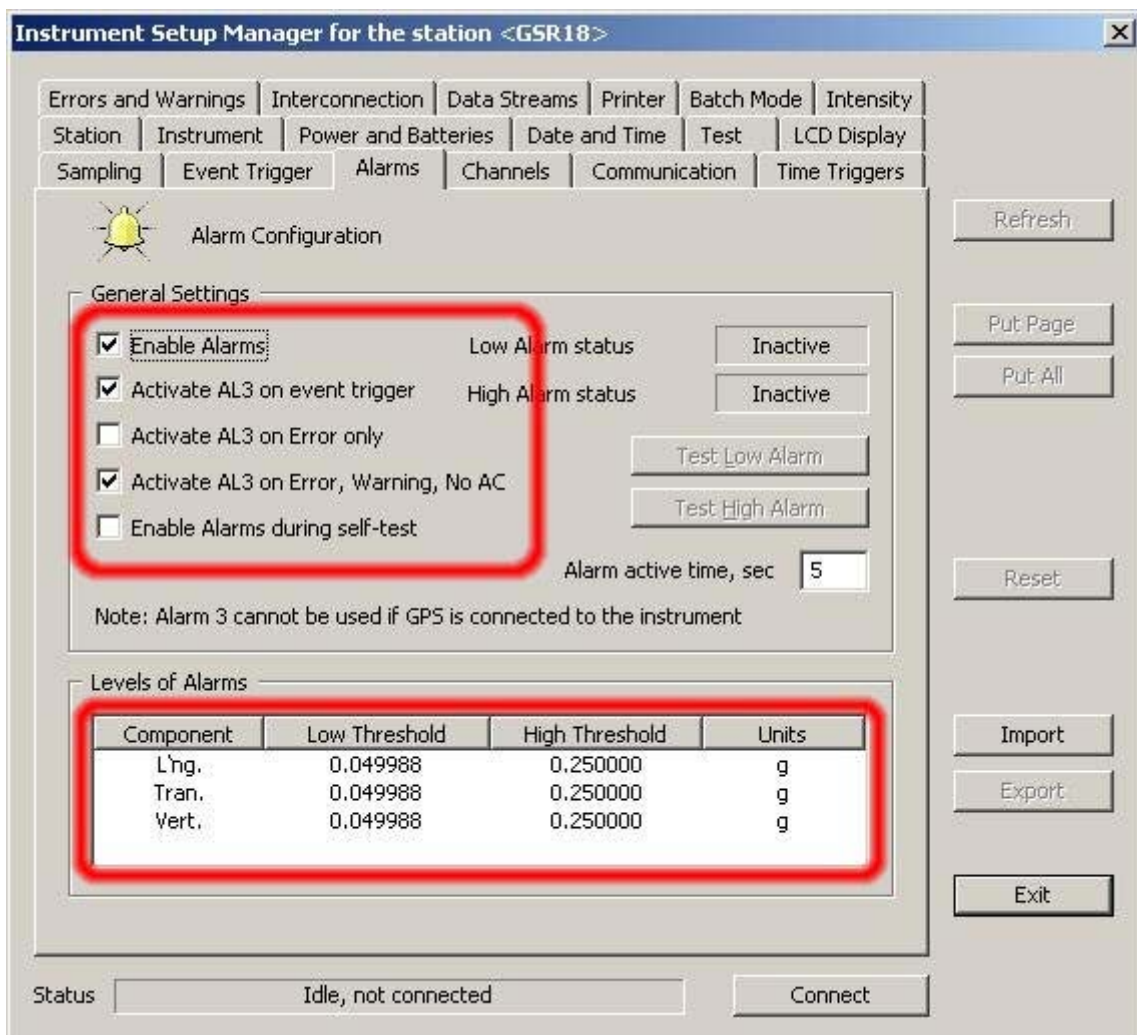 Instrument Setup Manager for the station <GSR18>
Errors and Warnings Interconnection Data Streams Printer Batch Mode Intensity
Station Instrument Power and Batteries Date and Time Test LCD Display
Sampling Event Trigger Alarms Channels Communication Time Triggers
Alarm Configuration
General Settings
Enable Alarms
Activate AL3 on event trigger
Activate AL3 on Error only
Activate AL3 on Error, Warning, No AC
Enable Alarms during self-test
Low Alarm status Inactive
High Alarm status Inactive
Test Low Alarm
Test High Alarm
Alarm active time, sec 5
Note: Alarm 3 cannot be used if GPS is connected to the instrument
Levels of Alarms
Component Low Threshold High Threshold Units
L'ng. 0.049988 0.250000 g
Tran. 0.049988 0.250000 g
Vert. 0.049988 0.250000 g
Refresh
Put Page
Put All
Reset
Import
Export
Exit
Status Idle, not connected Connect